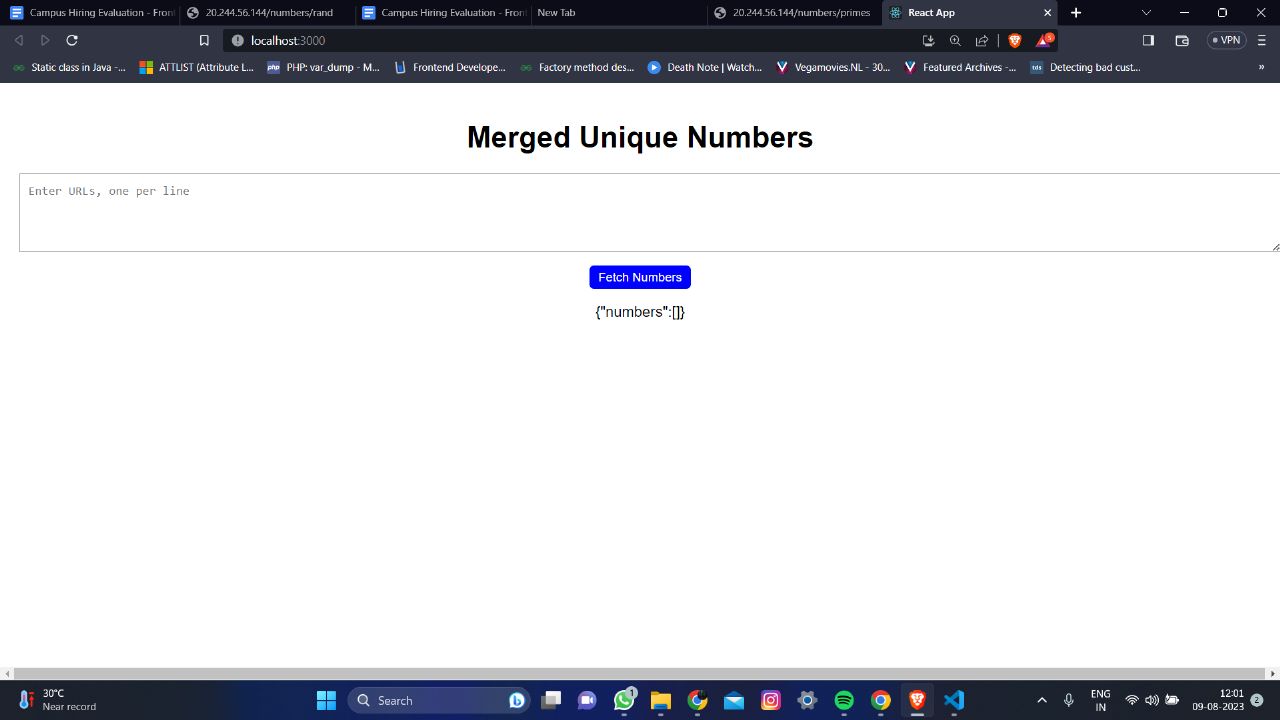 Campus Hiring Evaluation - Front
20.244.56.144/numbers/rand
Campus Hiring Evaluation - Front
New Tab
20.244.56.144/numbers/primes
React App
localhost:3000
VPN
Static class in Java -...
ATTLIST (Attribute L...
PHP: var_dump - M...
Frontend Develope...
Factory method des...
Death Note | Watch...
Vegamovies.NL - 30...
Featured Archives -...
Detecting bad cust...
»
Merged Unique Numbers
Enter URLs, one per line
Fetch Numbers
{"numbers":[]}
30°C
Near record
Search
1
ENG
IN
12:01
09-08-2023
2